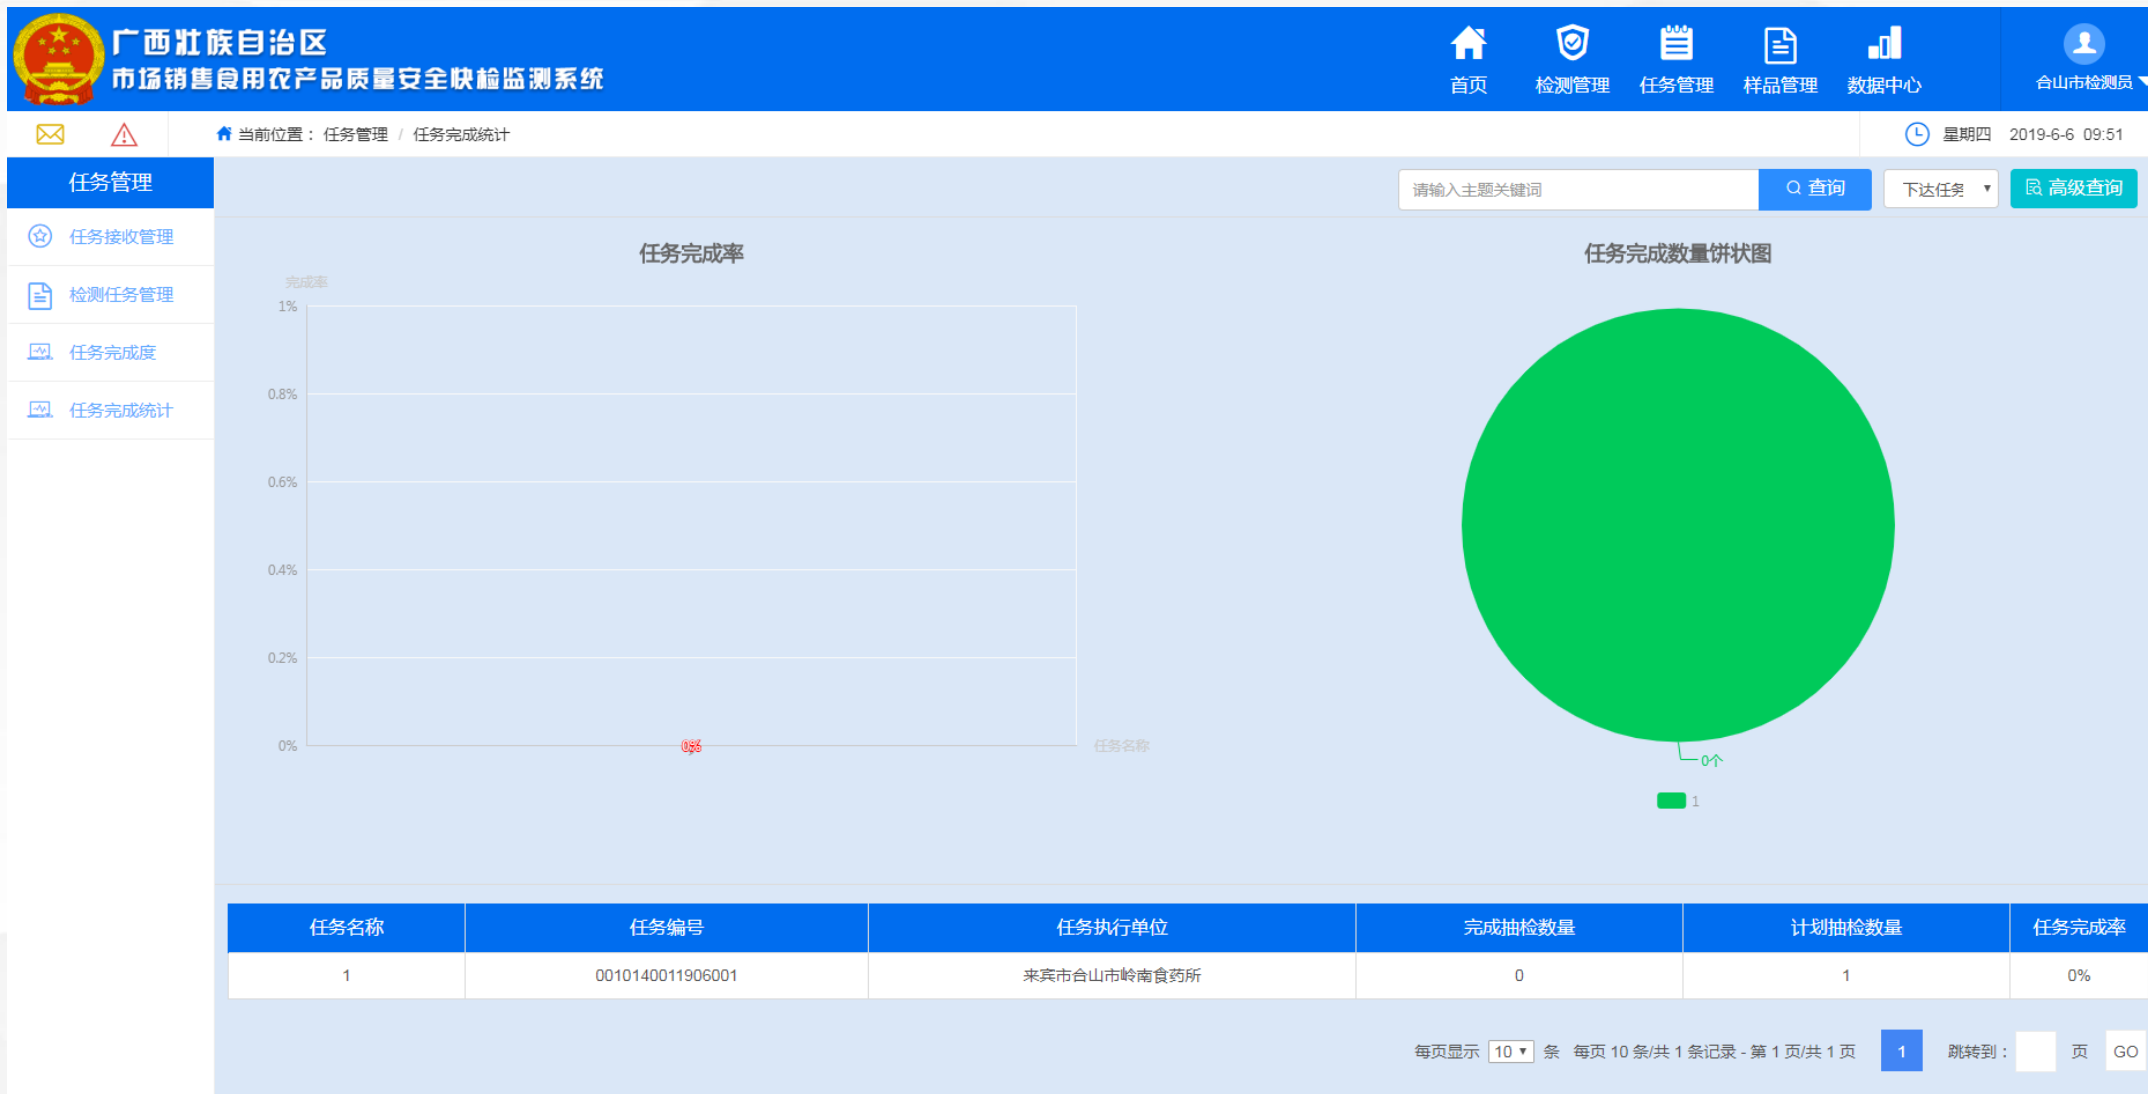 广西壮族自治区
市场销售食用农产品质量安全快检监测系统
首页 检测管理 任务管理 样品管理 数据中心 合山市检测员
当前位置： 任务管理 / 任务完成统计 星期四 2019-6-6 09:51
任务管理
任务接收管理
检测任务管理
任务完成度
任务完成统计
请输入主题关键词 查询 下达任务 高级查询
任务完成率
完成率
1%
0.8%
0.6%
0.4%
0.2%
0%
任务名称
任务完成数量饼状图
0个
1
任务名称 任务编号 任务执行单位 完成抽检数量 计划抽检数量 任务完成率
1 0010140011906001 来宾市合山市岭南食药所 0 1 0%
每页显示 10 条 每页 10 条/共 1 条记录 - 第 1 页/共 1 页 1 跳转到： 页 GO